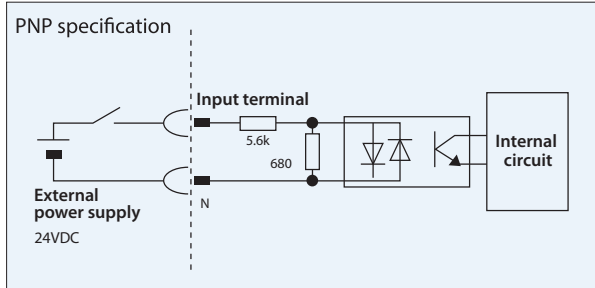 PNP specification
Input terminal
5.6k
680
Internal
circuit
N
External
power supply
24VDC